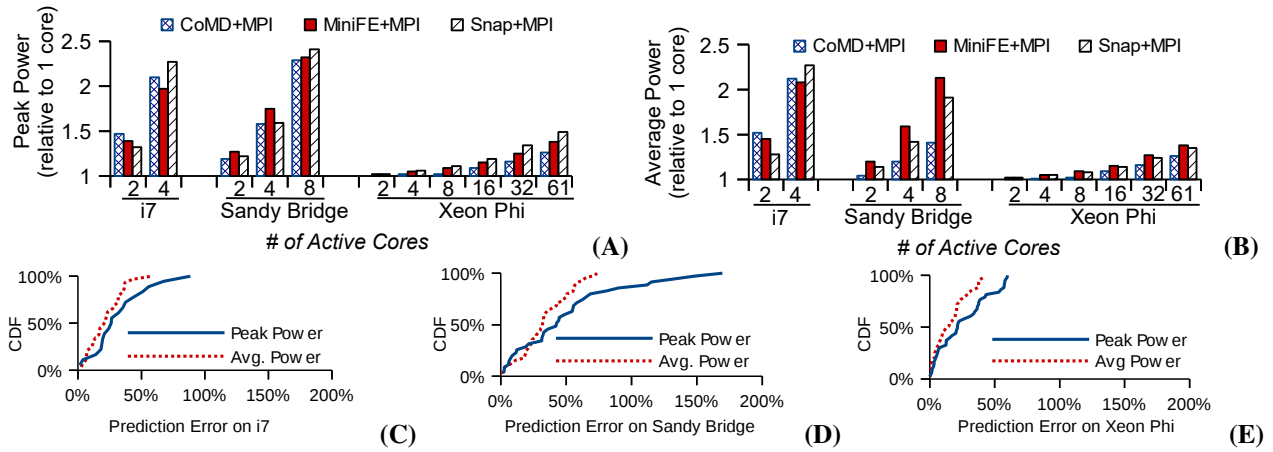 CoMD+MPI MiniFE+MPI Snap+MPI
Peak Power
(relative to 1 core)
2.5
2
1.5
1
2 4 2 4 8 2 4 8 16 32 61
i7 Sandy Bridge Xeon Phi
# of Active Cores
(A)
CoMD+MPI MiniFE+MPI Snap+MPI
Average Power
(relative to 1 core)
2.5
2
1.5
1
2 4 2 4 8 2 4 8 16 32 61
i7 Sandy Bridge Xeon Phi
# of Active Cores
(B)
CDF
100%
50%
0%
Peak Power
Avg. Power
0% 50% 100% 150% 200%
Prediction Error on i7
(C)
CDF
100%
50%
0%
Peak Power
Avg. Power
0% 50% 100% 150% 200%
Prediction Error on Sandy Bridge
(D)
CDF
100%
50%
0%
Peak Power
Avg. Power
0% 50% 100% 150% 200%
Prediction Error on Xeon Phi
(E)